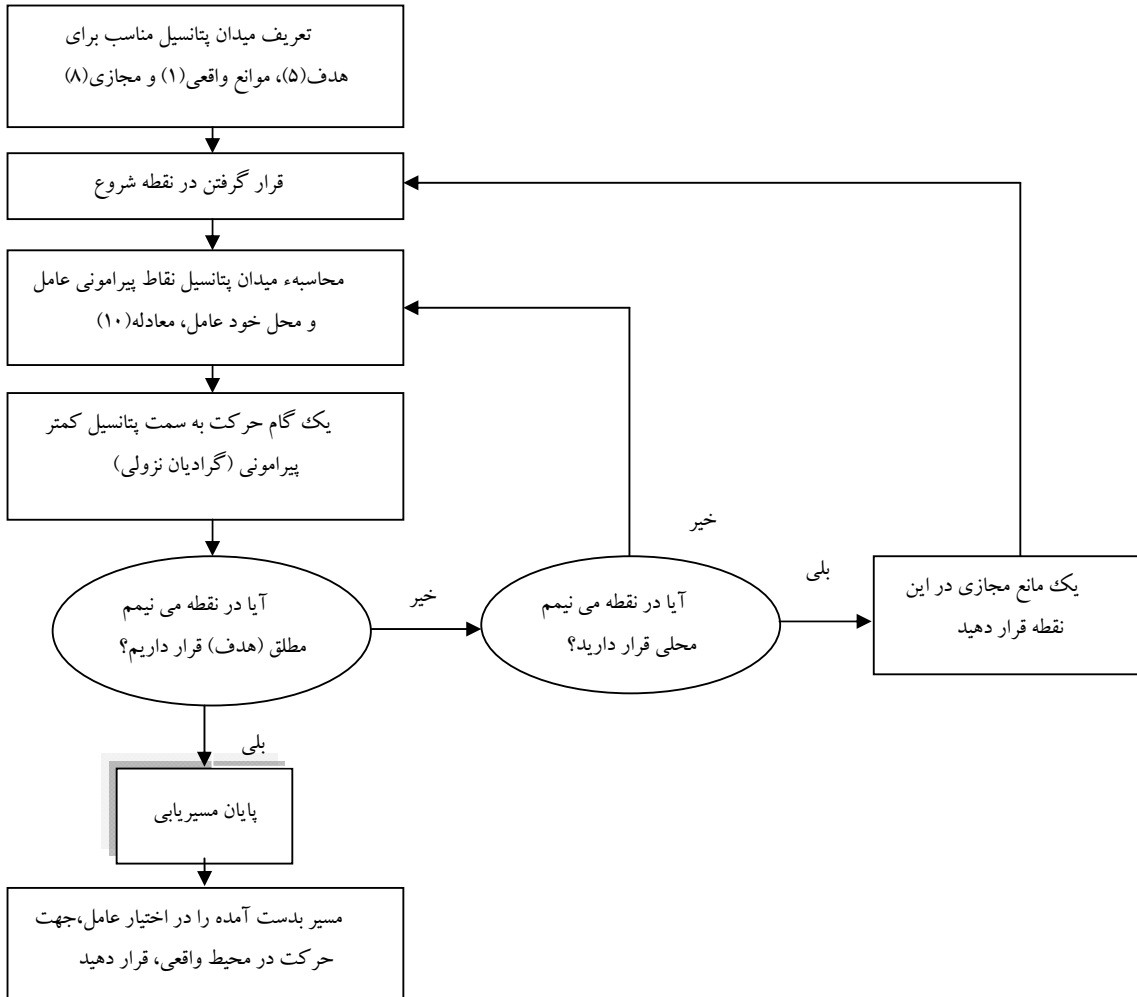 تعریف میدان پتانسیل مناسب برای
هدف(۵)، موانع واقعی(۱) و مجازی(۸)
قرار گرفتن در نقطه شروع
محاسبهء میدان پتانسیل نقاط پیرامونی عامل
و محل خود عامل، معادله(۱۰)
یک گام حرکت به سمت پتانسیل کمتر
پیرامونی (گرادیان نزولی)
آیا در نقطه می نیمم
مطلق (هدف) قرار داریم؟
خیر
آیا در نقطه می نیمم
محلی قرار دارید؟
خیر
بلی
یک مانع مجازی در این
نقطه قرار دهید
بلی
پایان مسیریابی
مسیر بدست آمده را در اختیار عامل،جهت
حرکت در محیط واقعی، قرار دهید